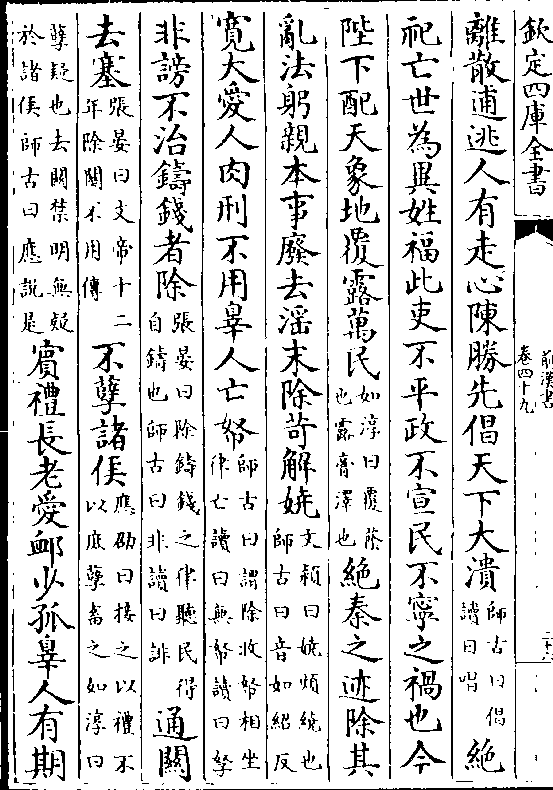 欽定四庫全書
前漢書
卷四十九
離散逋逃人有走心陳勝先倡天下大潰師古曰倡讀曰唱絕
祀亡世為異姓福此吏不平政不宣民不寧之禍也今
陛下配天象地覆露萬民如淳曰覆䕃也露膏澤也絶秦之迹除其
亂法躬親本事廢去淫末除苛解嬈文穎曰嬈煩繞也師古曰音如紹反
寛大愛人肉刑不用辠人亡帑師古曰謂除收帑相坐律亡讀曰無帑讀曰孥
非謗不治鑄錢者除張晏曰除鑄錢之律聽民得自鑄也師古曰非讀曰誹通關
去塞張晏曰文帝十二年除關不用傳不孽諸侯應劭曰接之以禮不以庶孽畜之如淳曰
孽疑也去關禁明無疑於諸侯師古曰應說是賓禮長老愛卹少孤辠人有期